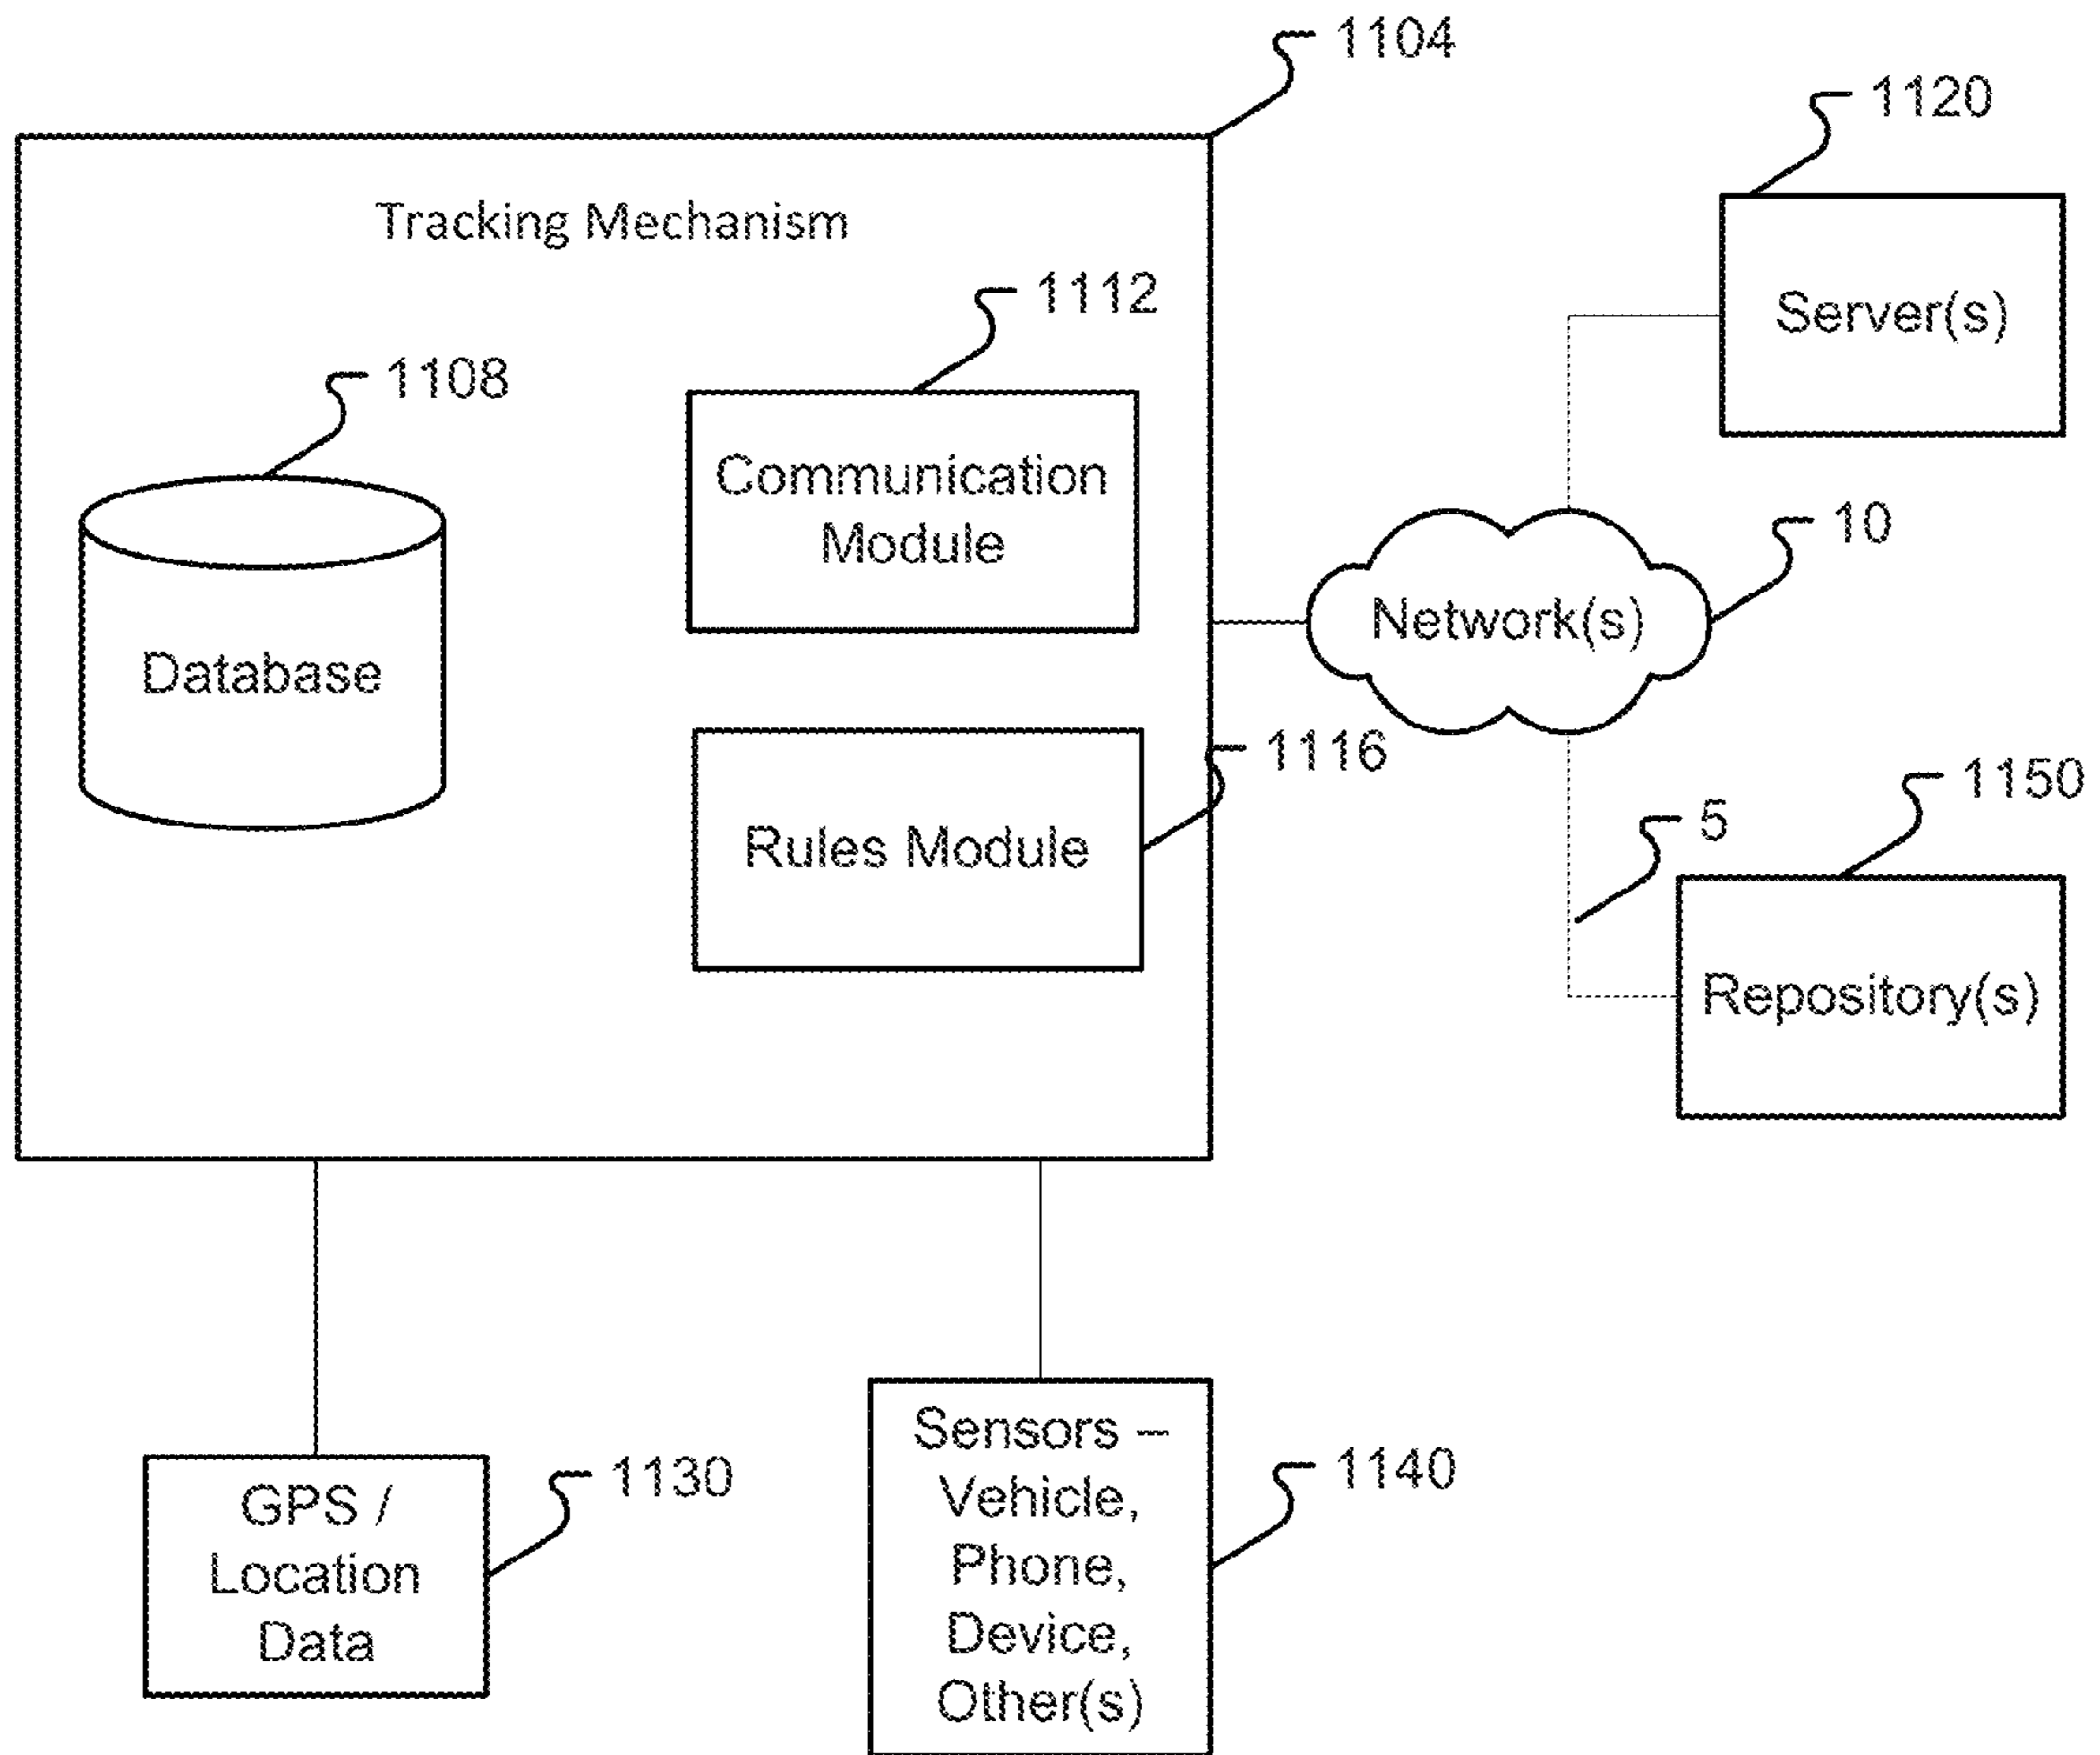 1104
1120
Tracking Mechanism
1112
Server(s)
1108
Communication
Module
10
Network(s)
Database
1116
1150
5
Rules Module
Repository(s)
Sensors –
GPS /
1130
1140
Vehicle,
Location
Phone,
Data
Device,
Other(s)